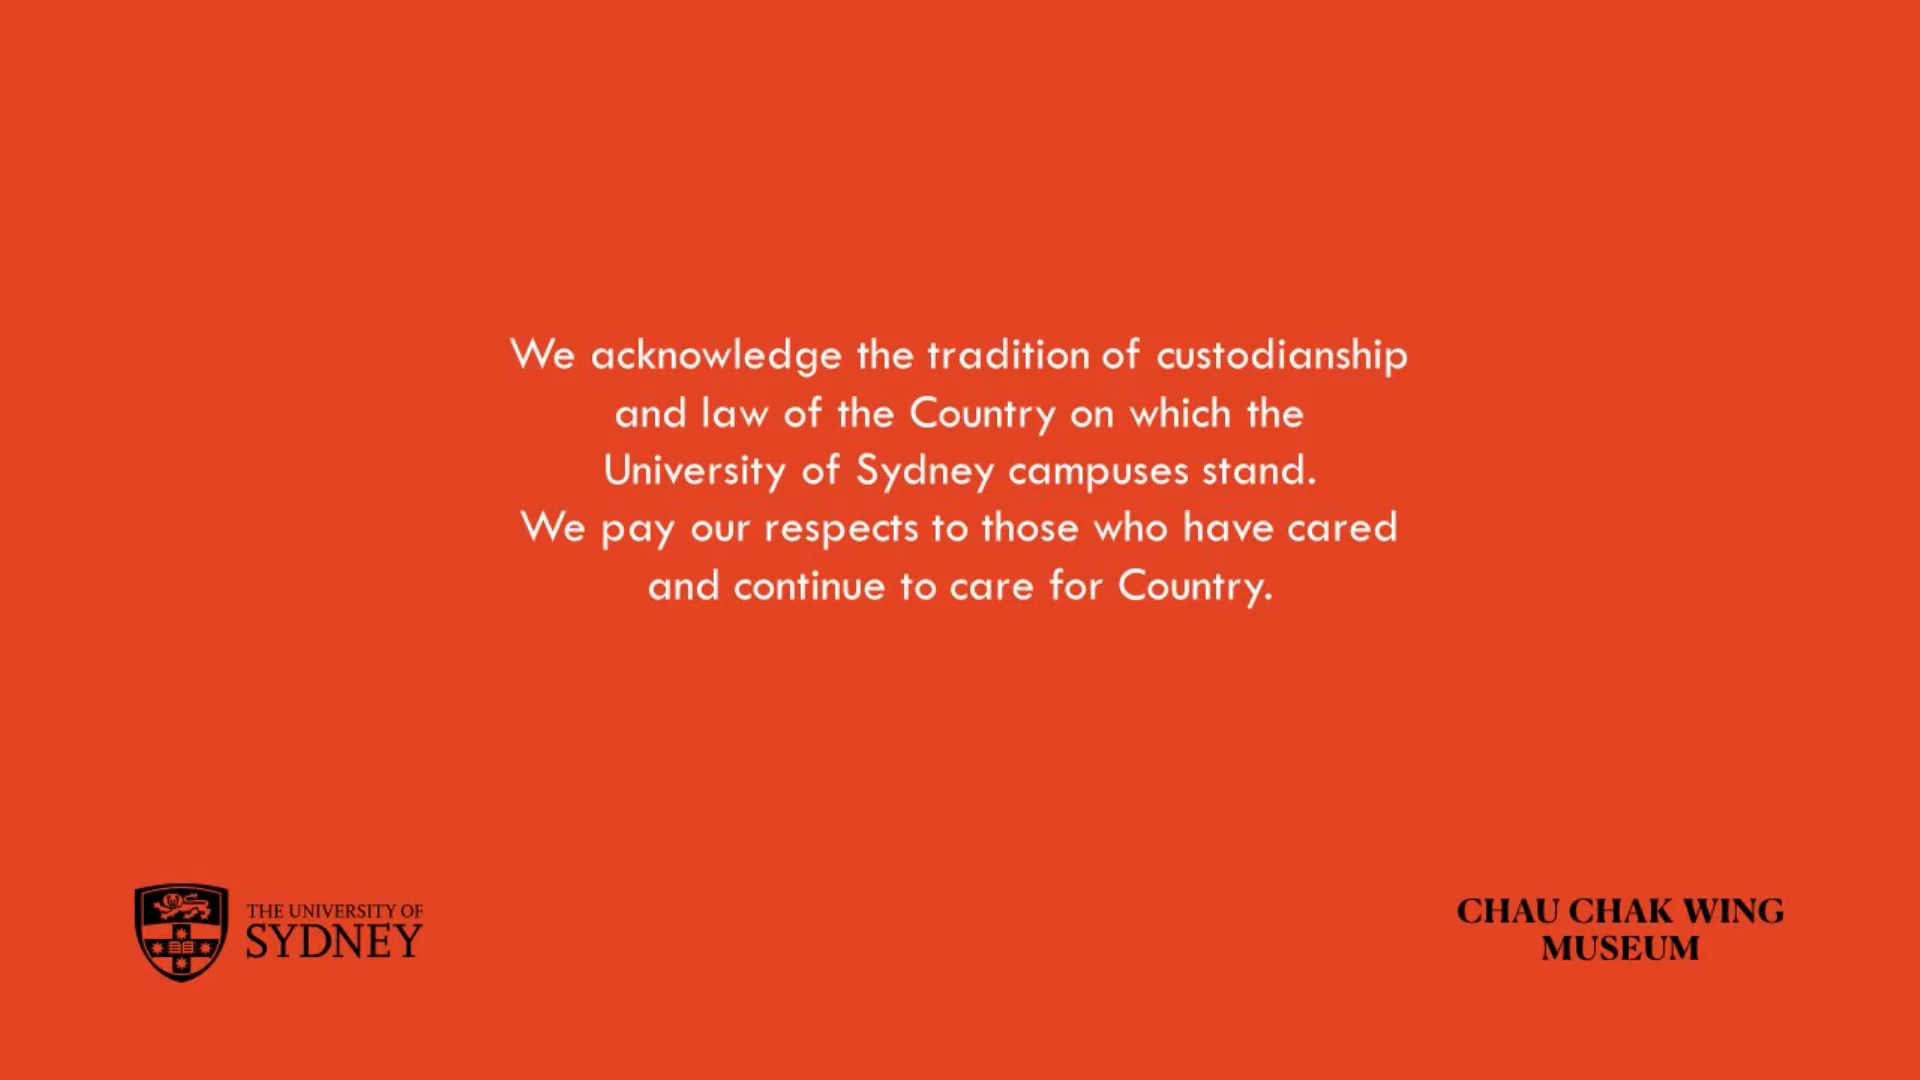 We acknowledge the tradition of custodianship
and law of the Country on which the
University of Sydney campuses stand.
We pay our respects to those who have cared
and continue to care for Country.
THE UNIVERSITY OF
SYDNEY
CHAU CHAK WING
MUSEUM